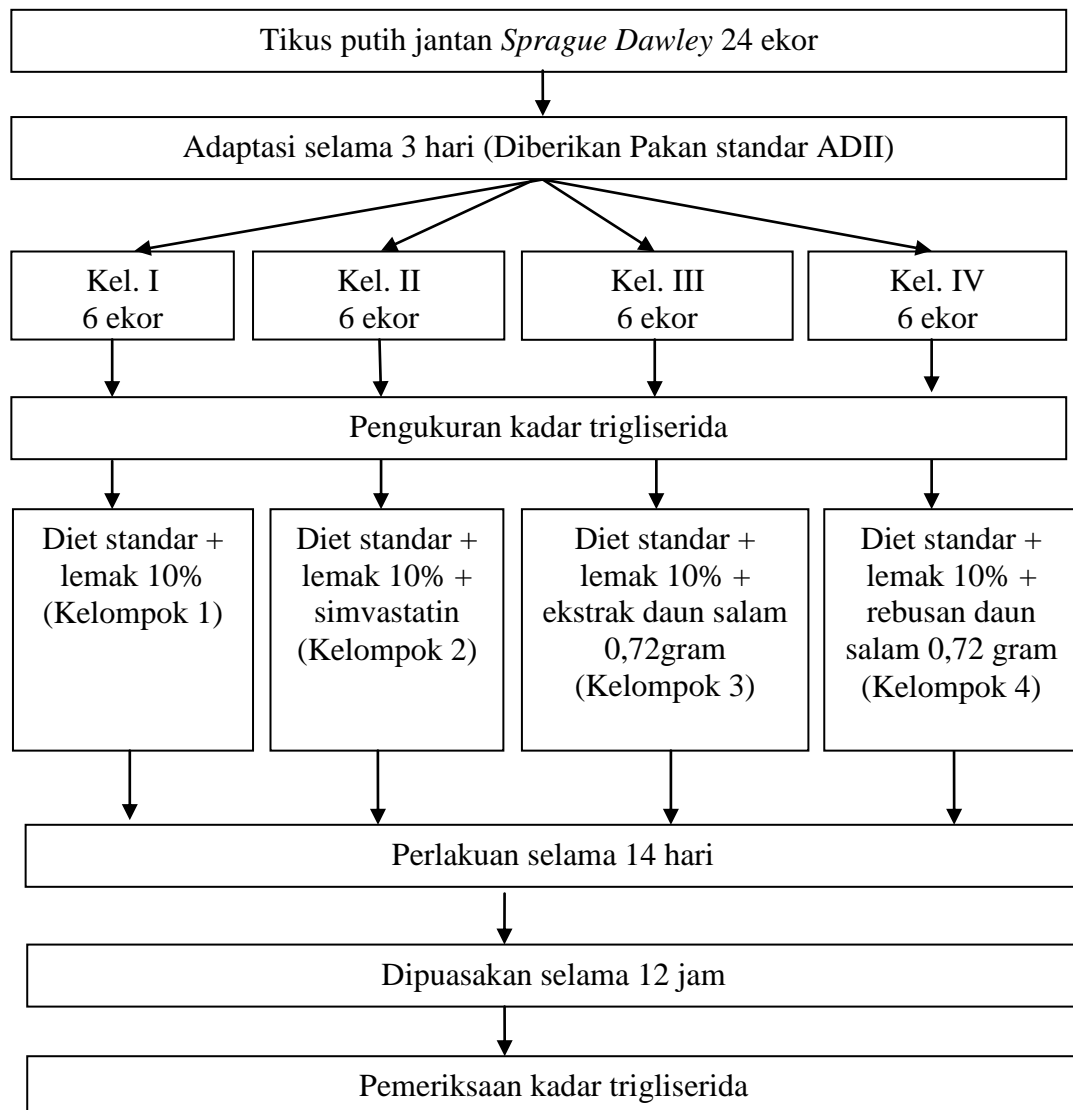 Tikus putih jantan Sprague Dawley 24 ekor
Adaptasi selama 3 hari (Diberikan Pakan standar ADII)
Kel. I
6 ekor
Kel. II
6 ekor
Kel. III
6 ekor
Kel. IV
6 ekor
Pengukuran kadar trigliserida
Diet standar +
lemak 10%
(Kelompok 1)
Diet standar +
lemak 10% +
simvastatin
(Kelompok 2)
Diet standar +
lemak 10% +
ekstrak daun salam
0,72gram
(Kelompok 3)
Diet standar +
lemak 10% +
rebusan daun
salam 0,72 gram
(Kelompok 4)
Perlakuan selama 14 hari
Dipuasakan selama 12 jam
Pemeriksaan kadar trigliserida